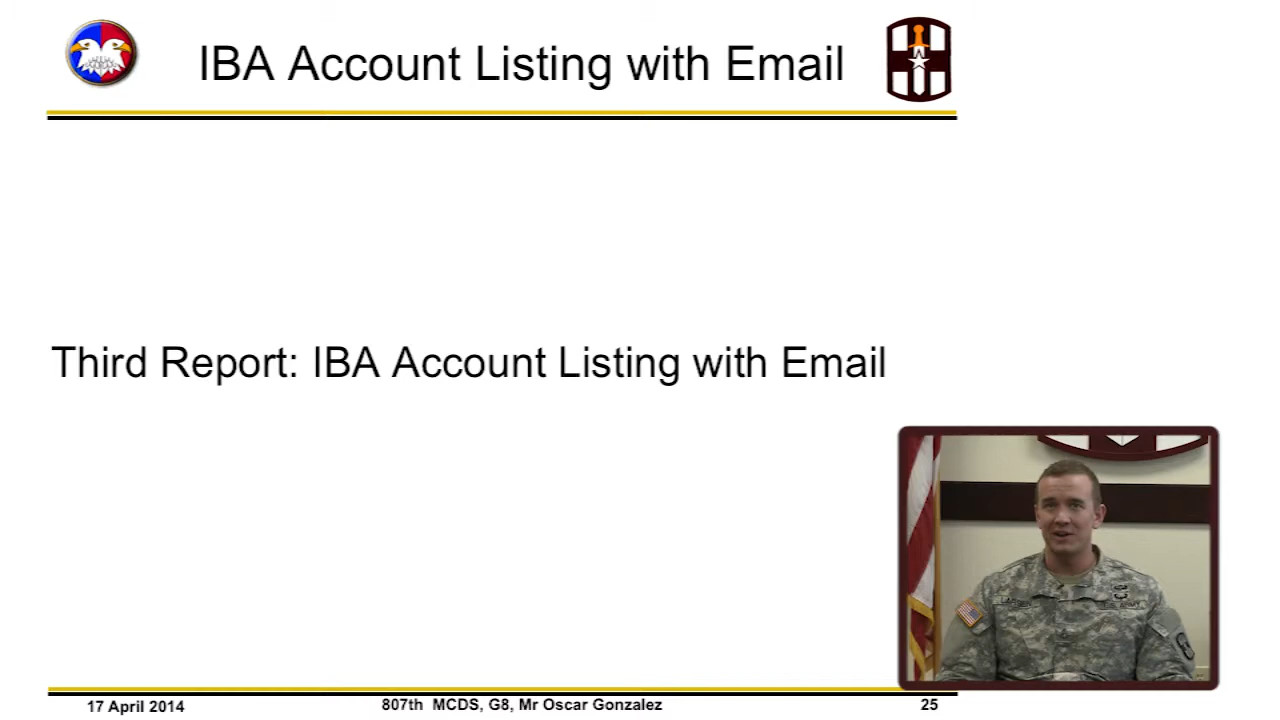 IBA Account Listing with Email
Third Report: IBA Account Listing with Email
ARMY
17 April 2014
807th MCDS, G8, Mr Oscar Gonzalez
25